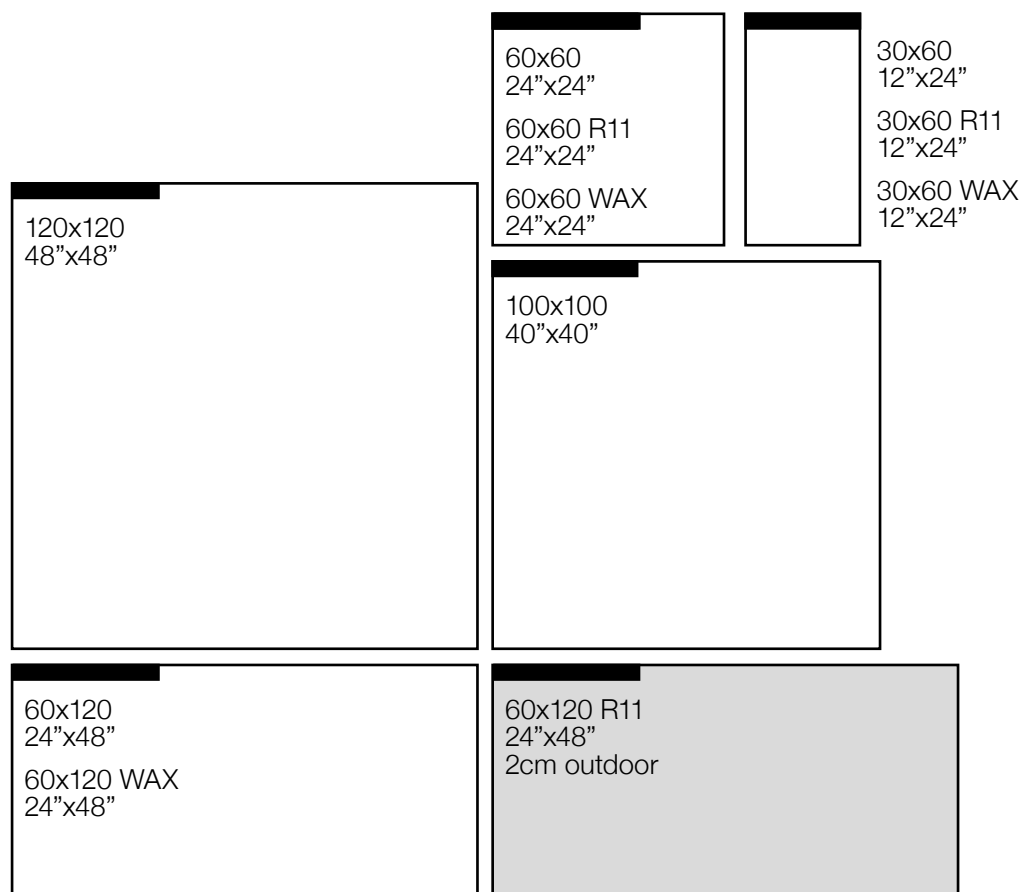 60x60
24”x24”
60x60 R11
24”x24”
60x60 WAX
24”x24”
30x60
12”x24”
30x60 R11
12”x24”
30x60 WAX
12”x24”
120x120
48”x48”
100x100
40”x40”
60x120
24”x48”
60x120 WAX
24”x48”
60x120 R11
24”x48”
2cm outdoor